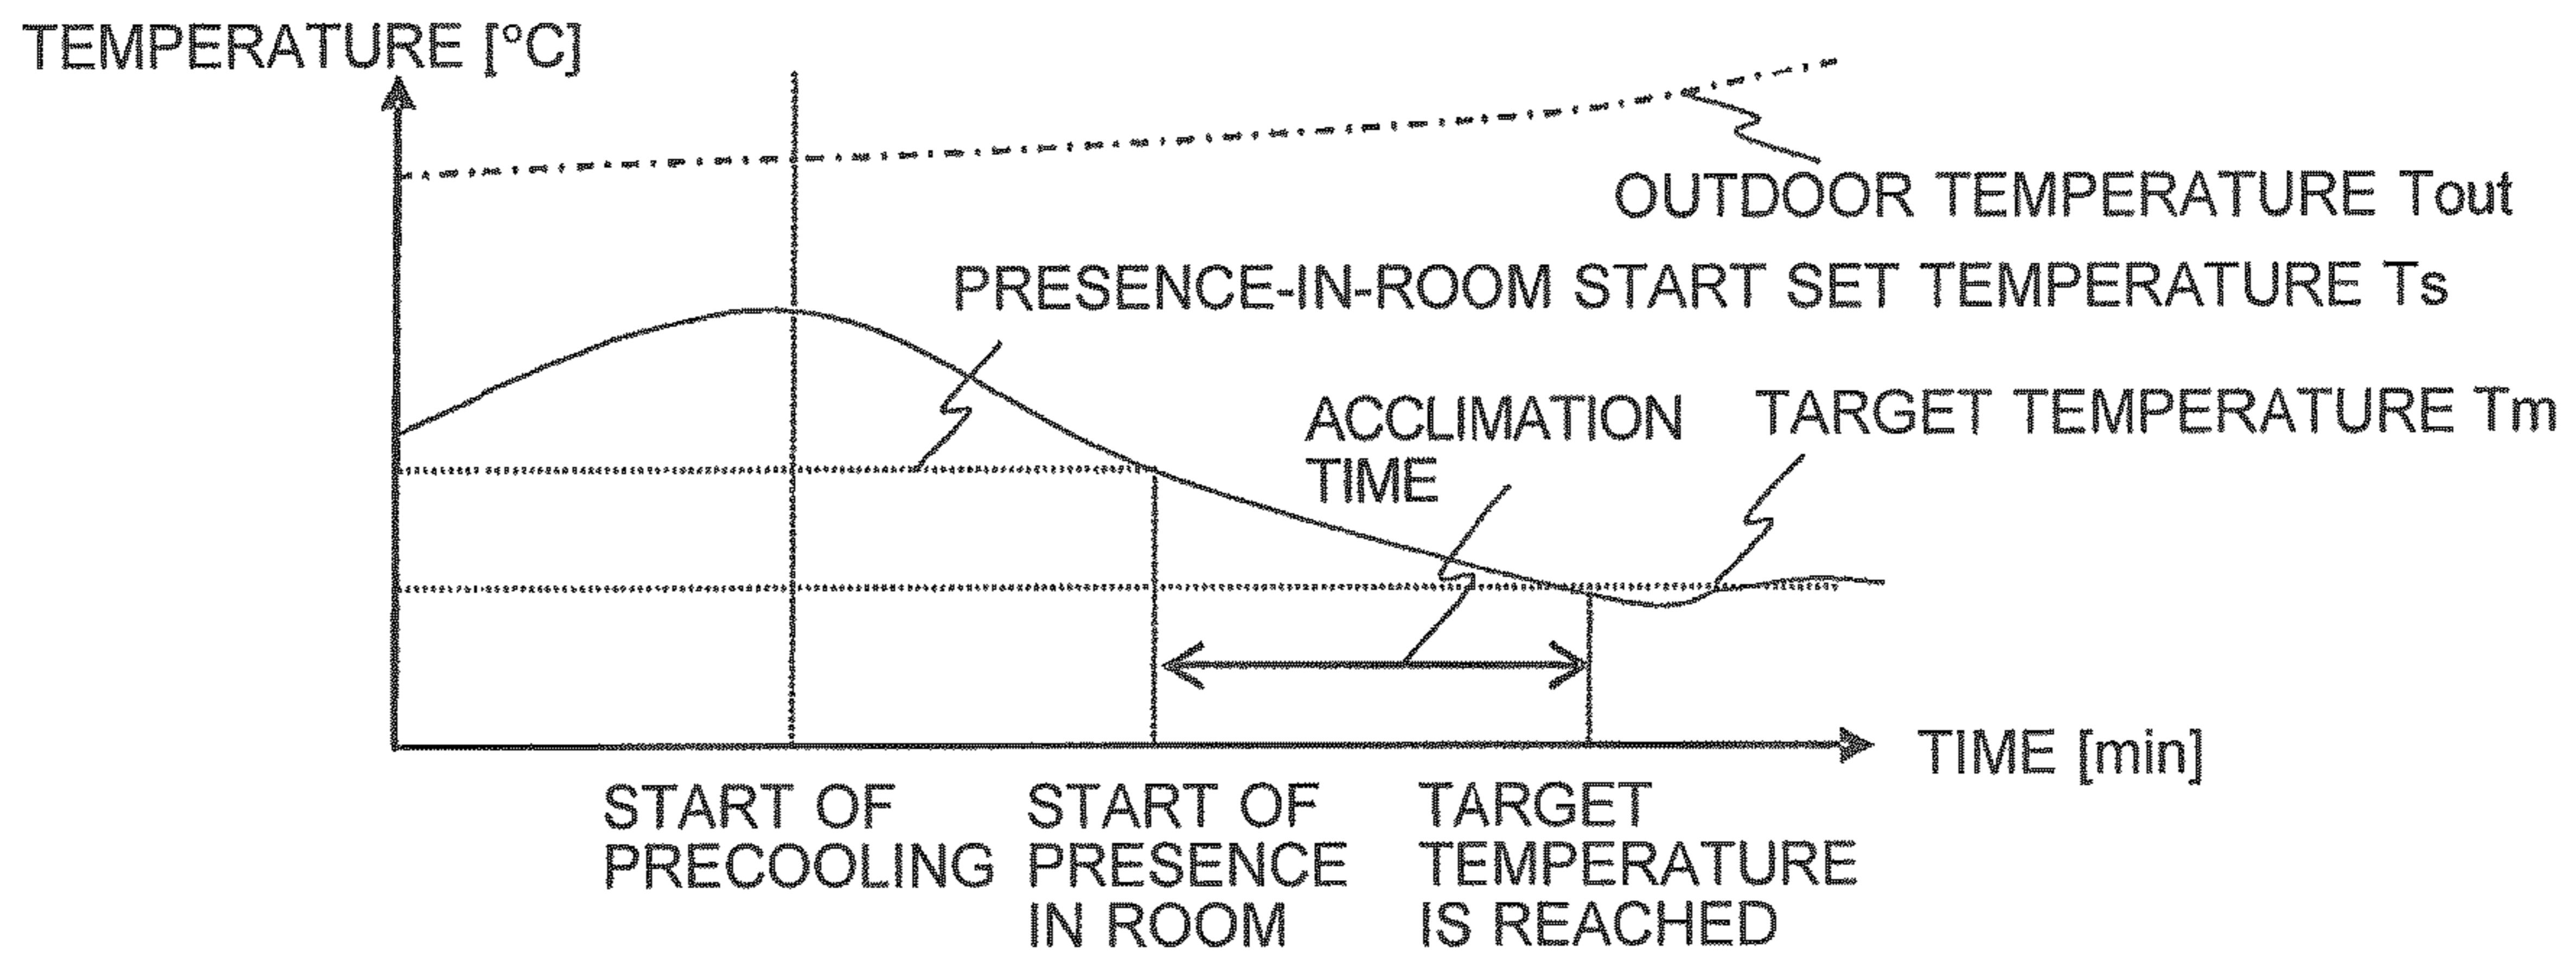 TEMPERATURE [°C]
OUTDOOR TEMPERATURE Tout
PRESENCE-IN-ROOM START SET TEMPERATURE Ts
ACCLIMATION
TIME
TARGET TEMPERATURE Tm
TIME [min]
START OF
PRECOOLING
START OF
PRESENCE
IN ROOM
TARGET
TEMPERATURE
IS REACHED